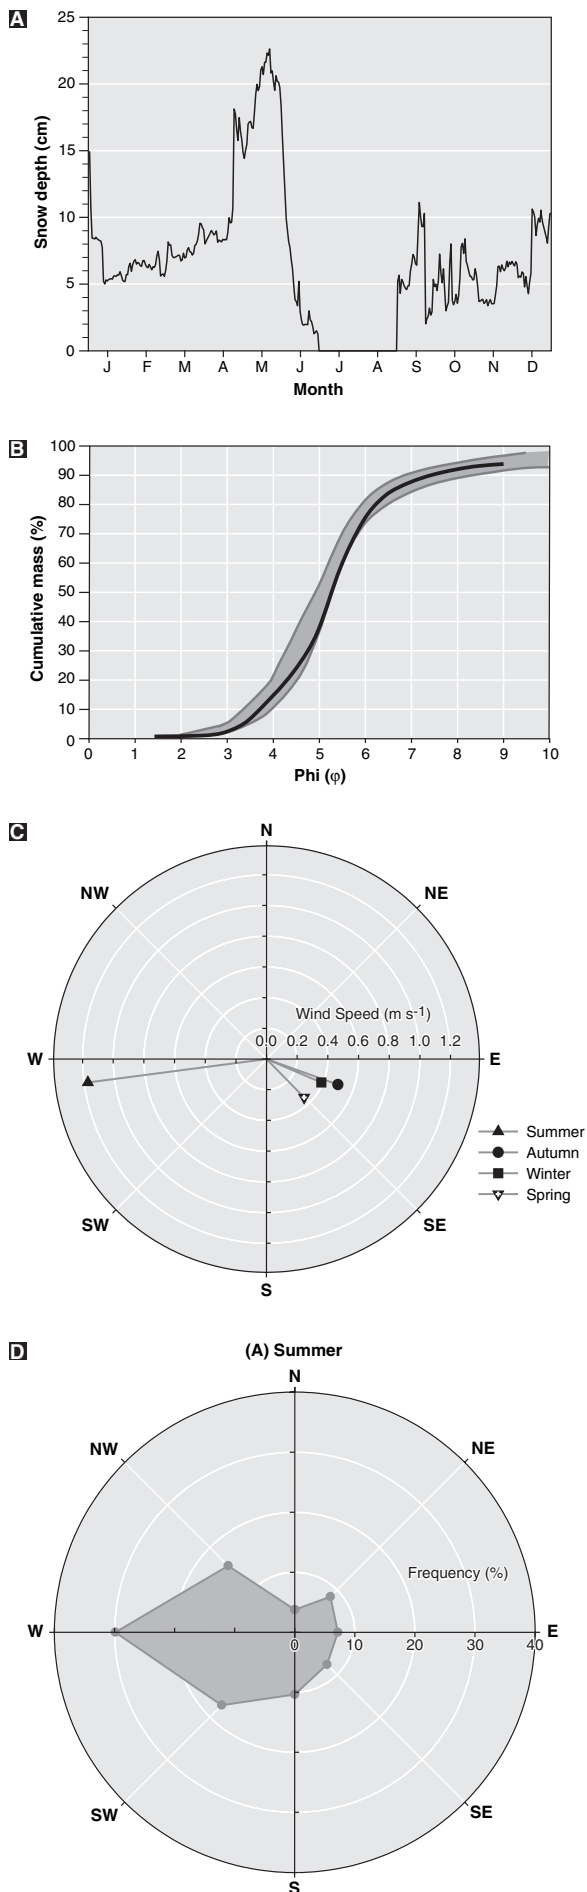 A
25
20
15
10
5
0
Snow depth (cm)
J F M A M J J A S O N D
Month
B
100
90
80
70
60
50
40
30
20
10
0
Cumulative mass (%)
0 1 2 3 4 5 6 7 8 9 10
Phi (φ)
C
N
NW NE
Wind Speed (m s-1)
0.0 0.2 0.4 0.6 0.8 1.0 1.2
W E
Summer
Autumn
Winter
Spring
SW SE
S
D
(A) Summer
N
NW NE
Frequency (%)
W E
0 10 20 30 40
SW SE
S